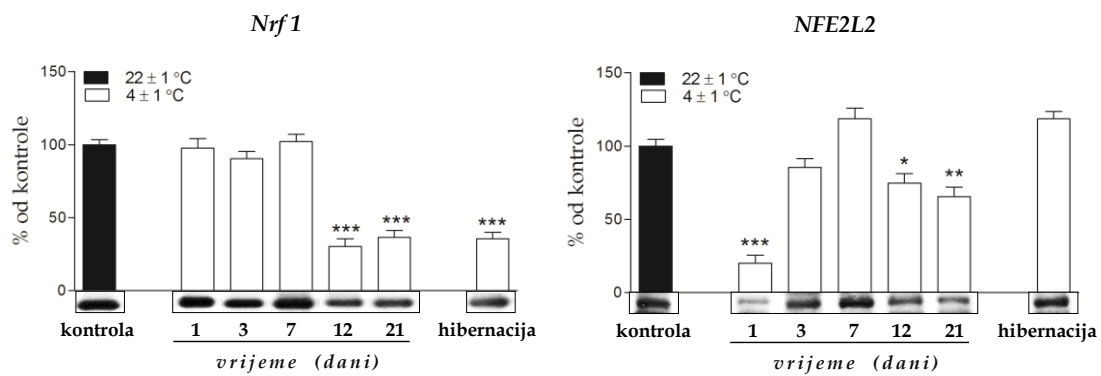 Nrf 1
150
22 ± 1 °C
4 ± 1 °C
100
50
0
% od kontrole
***
***
***
kontrola
1 3 7 12 21
hibernacija
vrijeme (dani)
NFE2L2
150
22 ± 1 °C
4 ± 1 °C
100
50
0
% od kontrole
***
*
**
kontrola
1 3 7 12 21
hibernacija
vrijeme (dani)